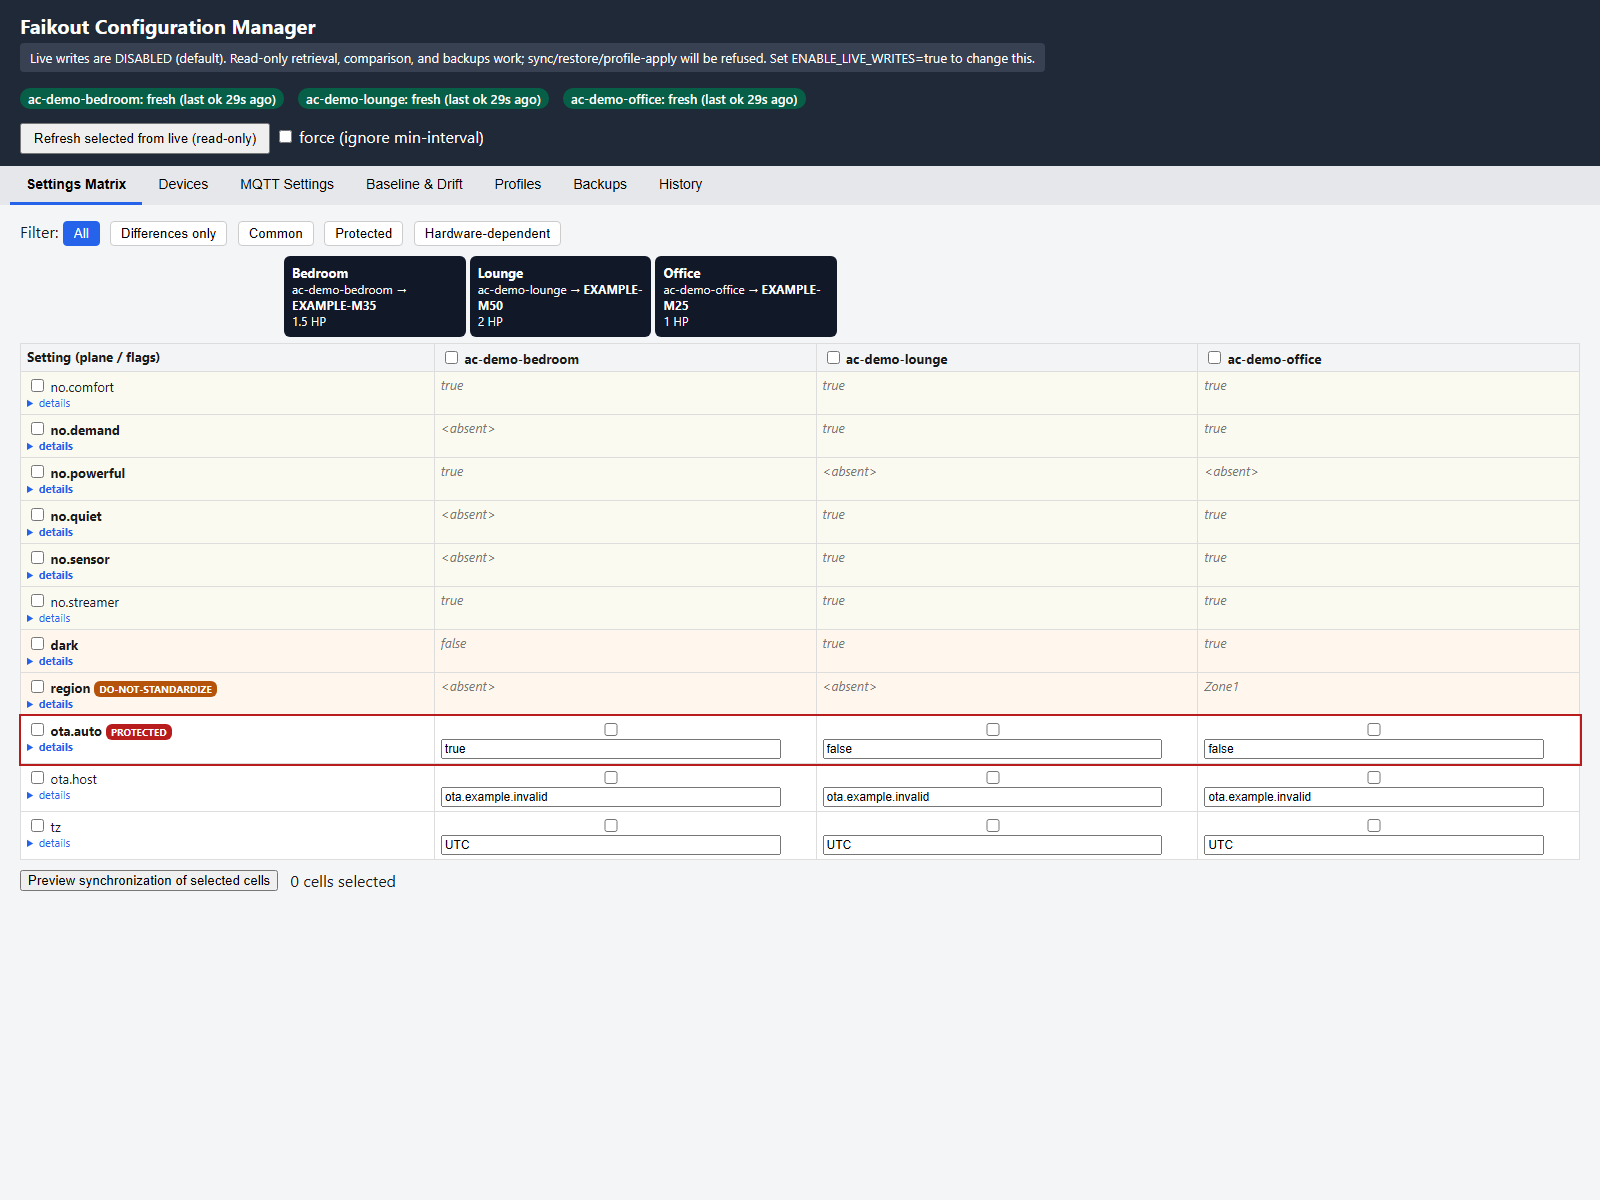 Faikout Configuration Manager
Live writes are DISABLED (default). Read-only retrieval, comparison, and backups work; sync/restore/profile-apply will be refused. Set ENABLE_LIVE_WRITES=true to change this.
ac-demo-bedroom: fresh (last ok 29s ago) ac-demo-lounge: fresh (last ok 29s ago) ac-demo-office: fresh (last ok 29s ago)
Refresh selected from live (read-only) force (ignore min-interval)
Settings Matrix Devices MQTT Settings Baseline & Drift Profiles Backups History
Filter: All Differences only Common Protected Hardware-dependent
Bedroom
ac-demo-bedroom →
EXAMPLE-M35
1.5 HP
Lounge
ac-demo-lounge → EXAMPLE-
M50
2 HP
Office
ac-demo-office → EXAMPLE-
M25
1 HP
Setting (plane / flags) ac-demo-bedroom ac-demo-lounge ac-demo-office
no.comfort true true true
▶ details
no.demand <absent> true true
▶ details
no.powerful true <absent> <absent>
▶ details
no.quiet <absent> true true
▶ details
no.sensor <absent> true true
▶ details
no.streamer true true true
▶ details
dark false true true
▶ details
region DO-NOT-STANDARDIZE <absent> <absent> Zone1
▶ details
ota.auto PROTECTED
▶ details true false false
ota.host
▶ details ota.example.invalid ota.example.invalid ota.example.invalid
tz
▶ details UTC UTC UTC
Preview synchronization of selected cells 0 cells selected